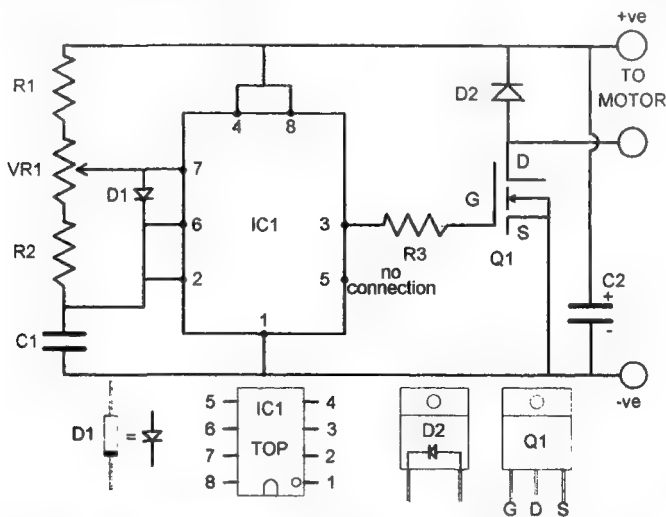 +ve
R1
TO
MOTOR
D2
4
8
D
VR1
7
D1
G
IC1
6
3
S
R2
R3
Q1
no
connection
2
5
C2
+
1
C1
-
-ve
5
IC1
4
D1
=
6
3
D2
TOP
Q1
7
2
8
1
G
D
S